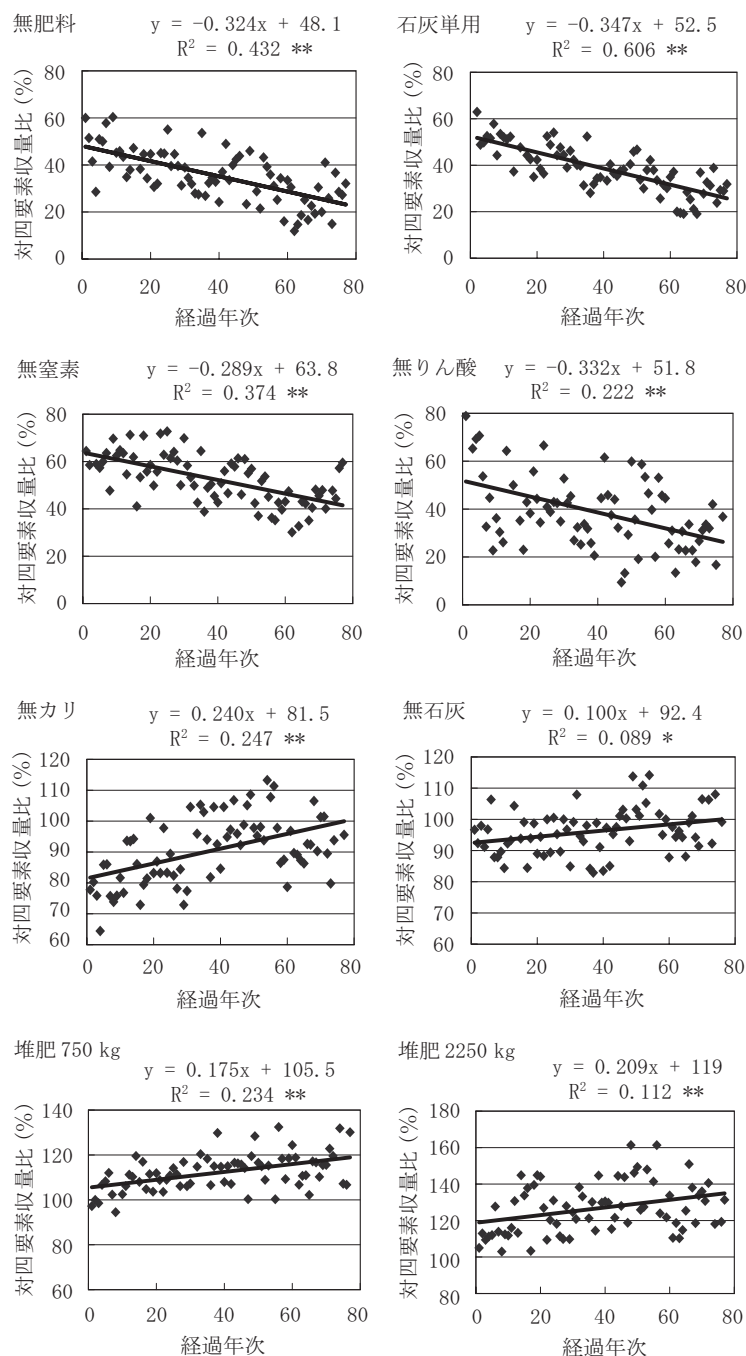 無肥料 y = -0.324x + 48.1
R² = 0.432 **
対四要素収量比 (%)
80
60
40
20
0
0 20 40 60 80
経過年次
石灰単用 y = -0.347x + 52.5
R² = 0.606 **
対四要素収量比 (%)
80
60
40
20
0
0 20 40 60 80
経過年次
無窒素 y = -0.289x + 63.8
R² = 0.374 **
対四要素収量比 (%)
80
60
40
20
0
0 20 40 60 80
経過年次
無りん酸 y = -0.332x + 51.8
R² = 0.222 **
対四要素収量比 (%)
80
60
40
20
0
0 20 40 60 80
経過年次
無カリ y = 0.240x + 81.5
R² = 0.247 **
対四要素収量比 (%)
120
110
100
90
80
70
60
0 20 40 60 80
経過年次
無石灰 y = 0.100x + 92.4
R² = 0.089 *
対四要素収量比 (%)
120
110
100
90
80
70
60
0 20 40 60 80
経過年次
堆肥 750 kg
y = 0.175x + 105.5
R² = 0.234 **
対四要素収量比 (%)
140
120
100
80
60
0 20 40 60 80
経過年次
堆肥 2250 kg
y = 0.209x + 119
R² = 0.112 **
対四要素収量比 (%)
180
160
140
120
100
80
0 20 40 60 80
経過年次